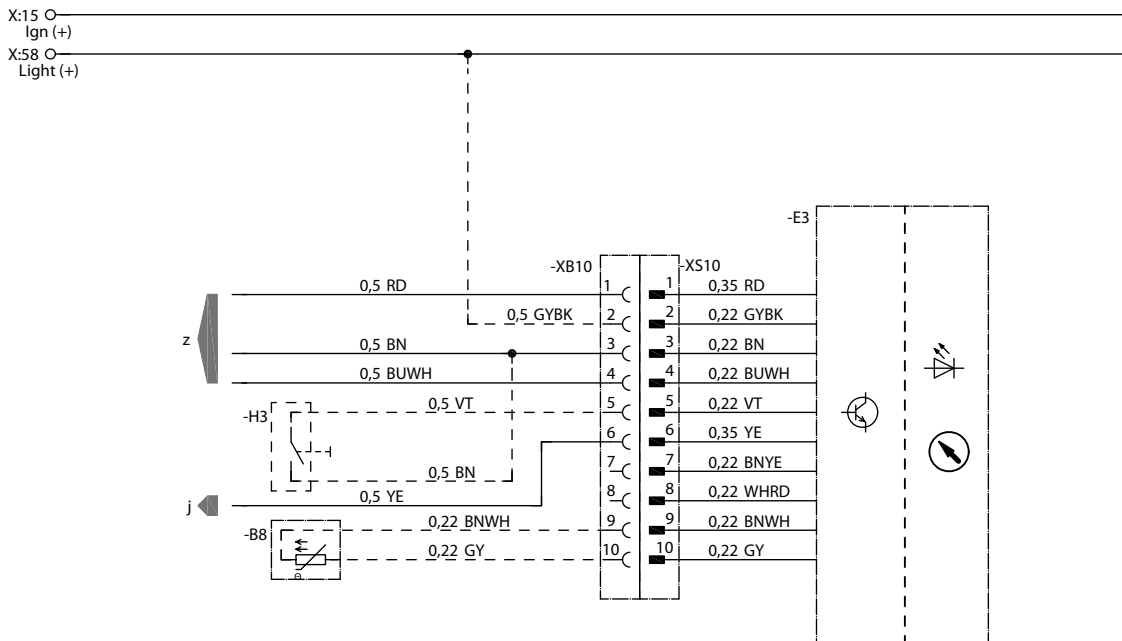 X:15
Ign (+)
X:58
Light (+)
-E3
-XB10 -XS10
0,5 RD 1 1 0,35 RD
0,5 GYBK 2 2 0,22 GYBK
z
0,5 BN 3 3 0,22 BN
0,5 BUWH 4 4 0,22 BUWH
-H3 0,5 VT 5 5 0,22 VT
6 6 0,35 YE
0,5 BN 7 7 0,22 BNYE
j 0,5 YE 8 8 0,22 WHRD
-B8 0,22 BNWH 9 9 0,22 BNWH
0,22 GY 10 10 0,22 GY
Θ